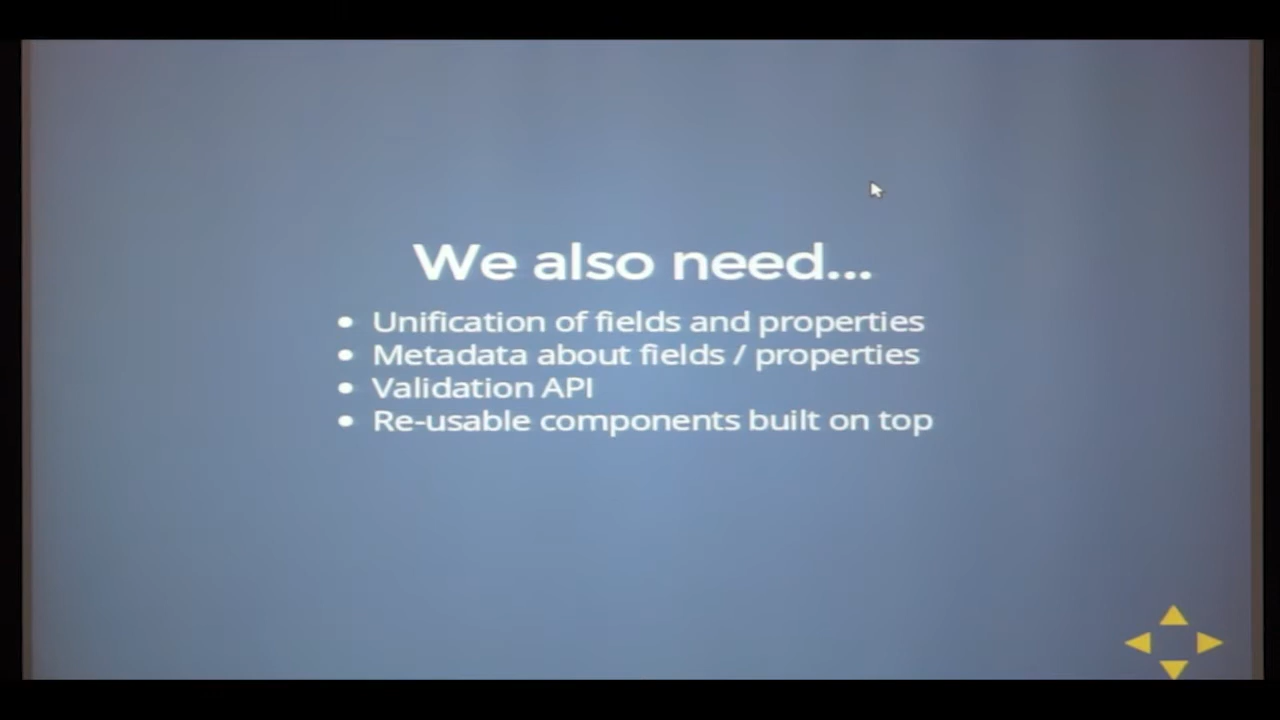 We also need...
• Unification of fields and properties
• Metadata about fields / properties
• Validation API
• Re-usable components built on top